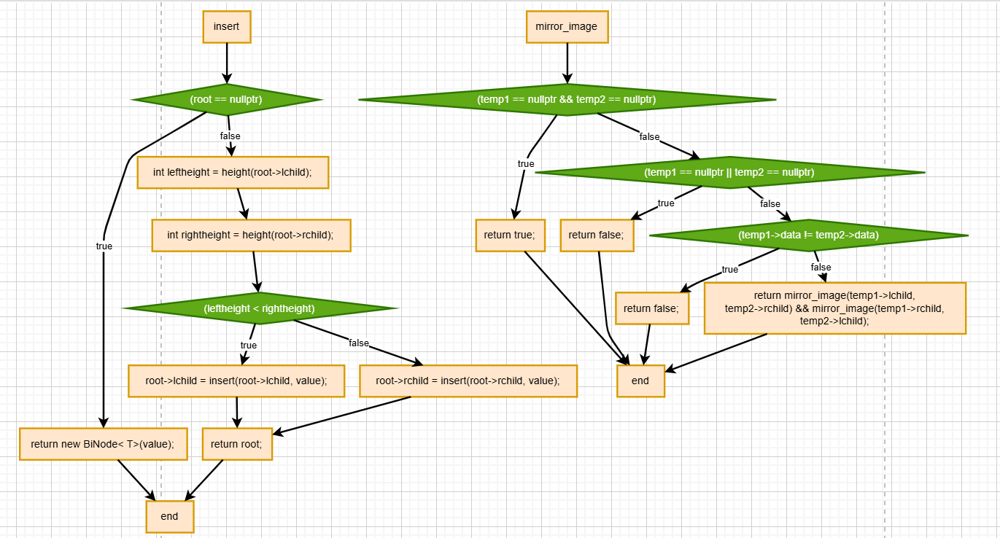 insert
(root == nullptr)
false
int leftheight = height(root->lchild);
int rightheight = height(root->rchild);
true
(leftheight < rightheight)
true
false
root->lchild = insert(root->lchild, value);
root->rchild = insert(root->rchild, value);
return new BiNode< T>(value);
return root;
end
mirror_image
(temp1 == nullptr && temp2 == nullptr)
false
true
(temp1 == nullptr || temp2 == nullptr)
true
false
return true;
return false;
(temp1->data != temp2->data)
true
false
return false;
return mirror_image(temp1->lchild,
temp2->rchild) && mirror_image(temp1->rchild,
temp2->lchild);
end